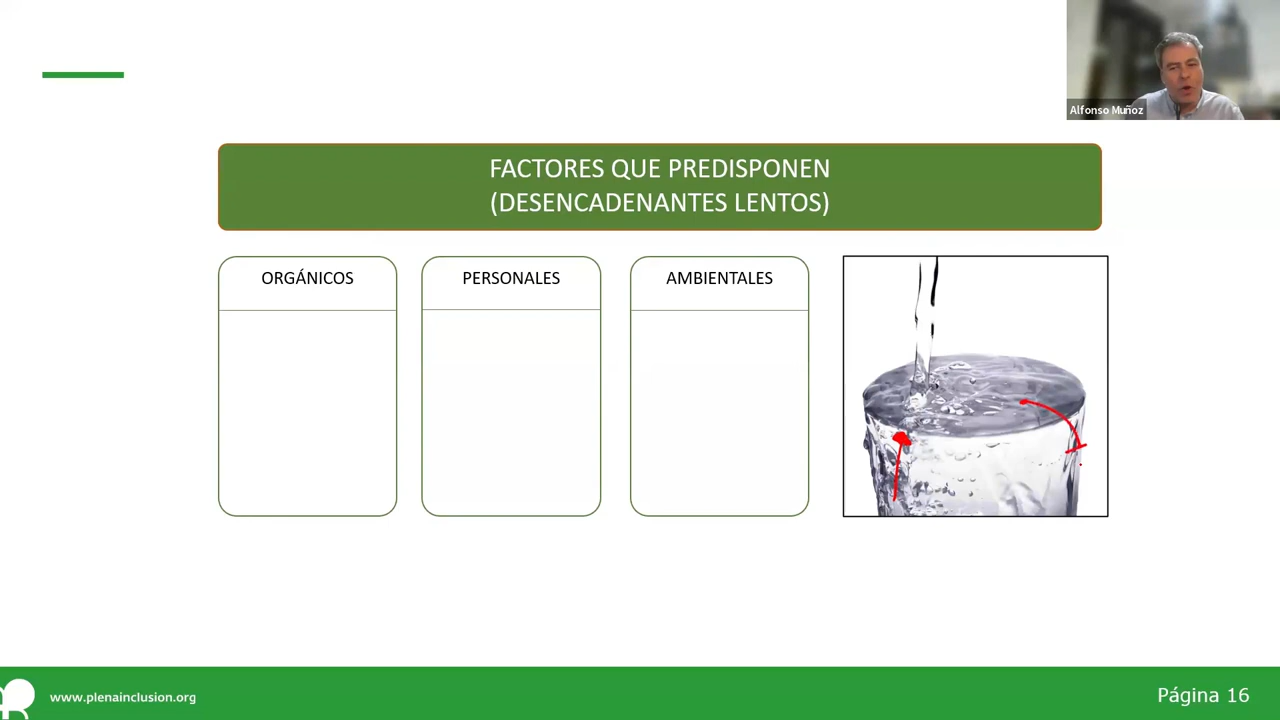 Alfonso Muñoz
FACTORES QUE PREDISPONEN
(DESENCADENANTES LENTOS)
ORGÁNICOS
PERSONALES
AMBIENTALES
www.plenainclusion.org
Página 16